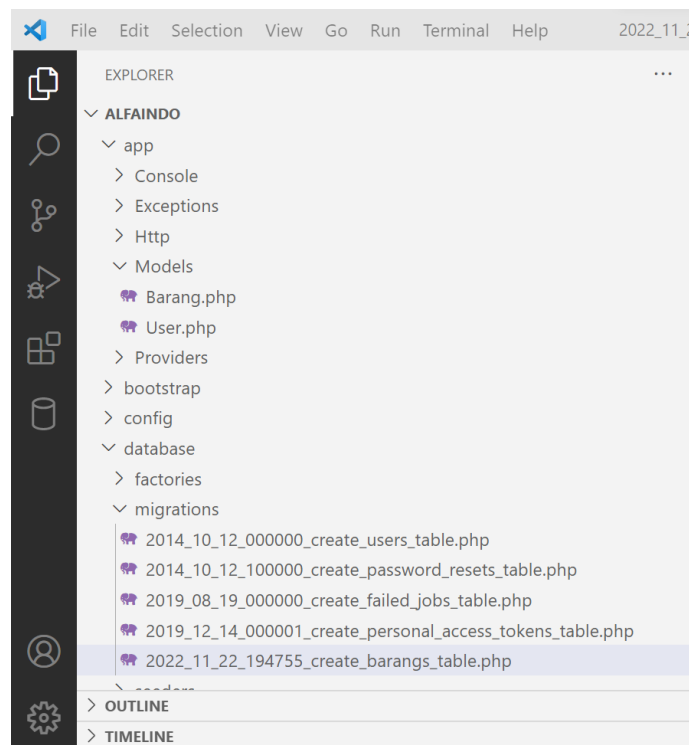 File Edit Selection View Go Run Terminal Help 2022_11_2
EXPLORER
ALFAINDO
app
Console
Exceptions
Http
Models
Barang.php
User.php
Providers
bootstrap
config
database
factories
migrations
2014_10_12_000000_create_users_table.php
2014_10_12_100000_create_password_resets_table.php
2019_08_19_000000_create_failed_jobs_table.php
2019_12_14_000001_create_personal_access_tokens_table.php
2022_11_22_194755_create_barangs_table.php
OUTLINE
TIMELINE